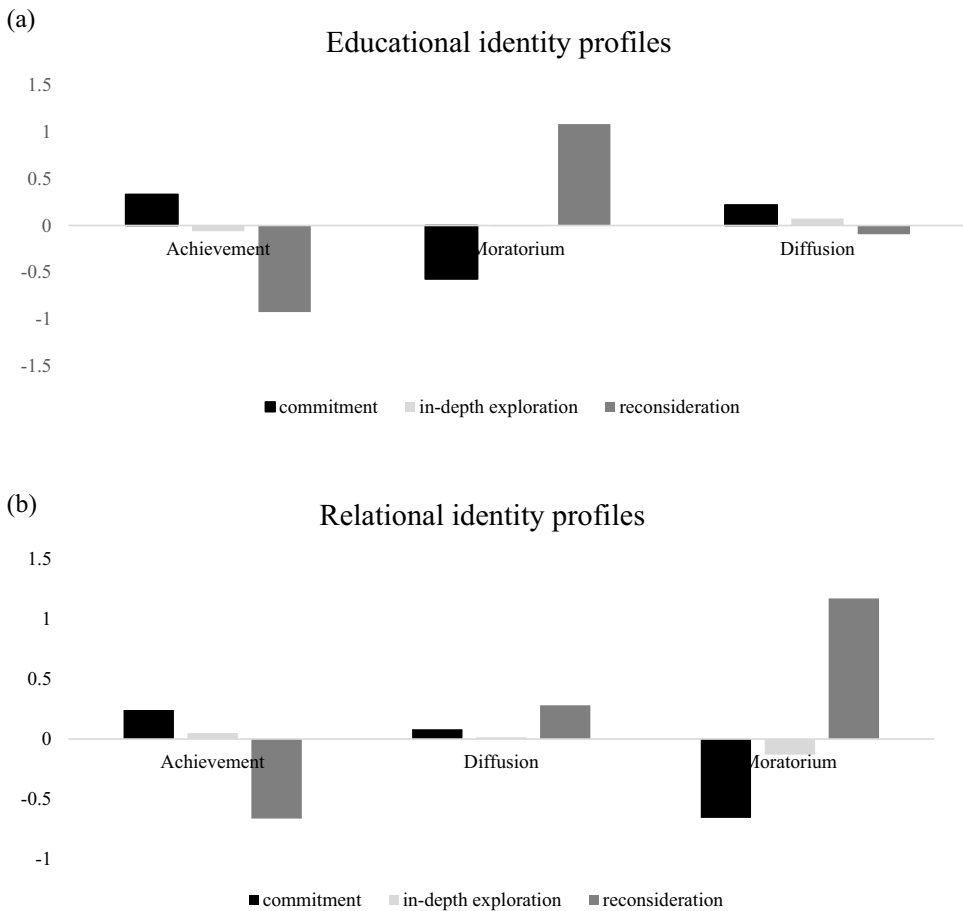 (a)
Educational identity profiles
1.5
1
0.5
0
-0.5
-1
-1.5
Achievement
Moratorium
Diffusion
commitment in-depth exploration reconsideration
(b)
Relational identity profiles
1.5
1
0.5
0
-0.5
-1
Achievement
Diffusion
Moratorium
commitment in-depth exploration reconsideration